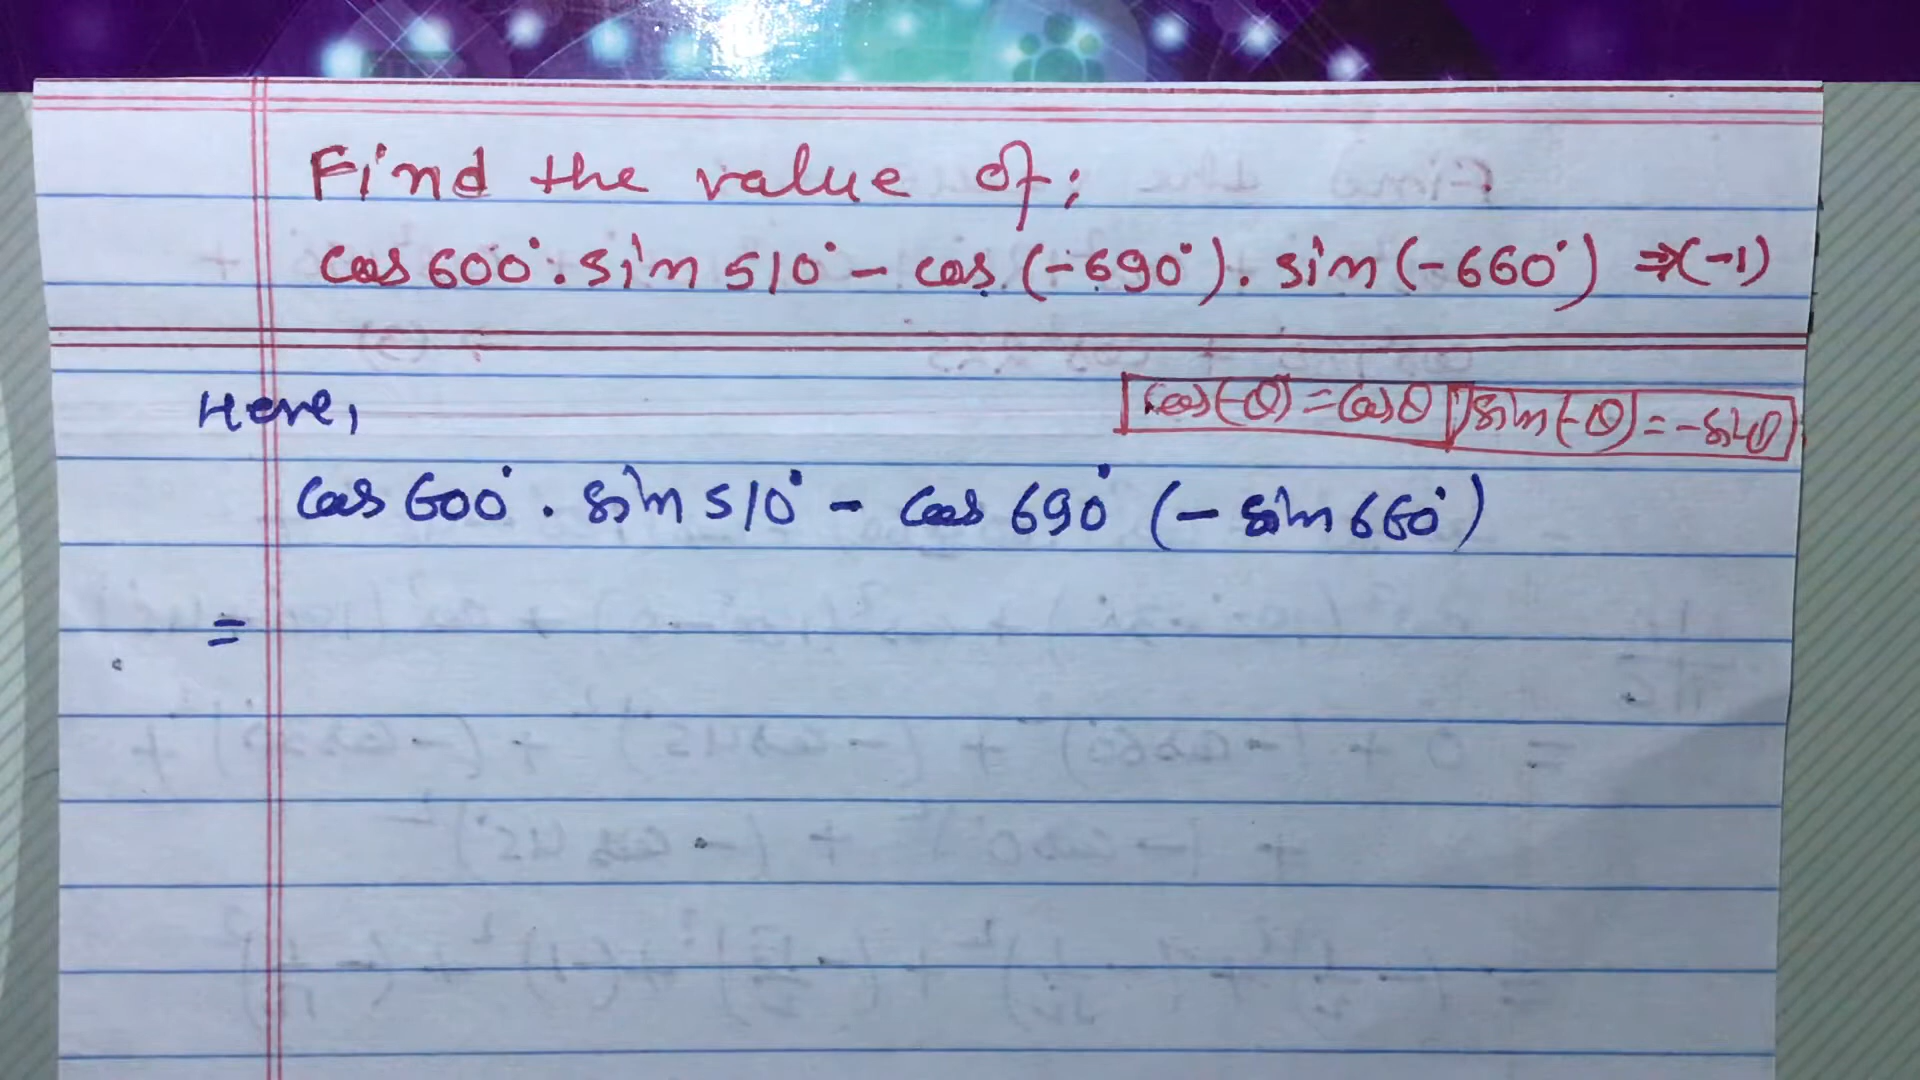 Find the value of;
cos 600°. sin 510° - cos (-690°). sin (-660°) ⇒(-1)
Here,
cos(-θ) = cosθ sin(-θ) = -sinθ
cos 600° . sin 510° - cos 690° (- sin 660°)
=